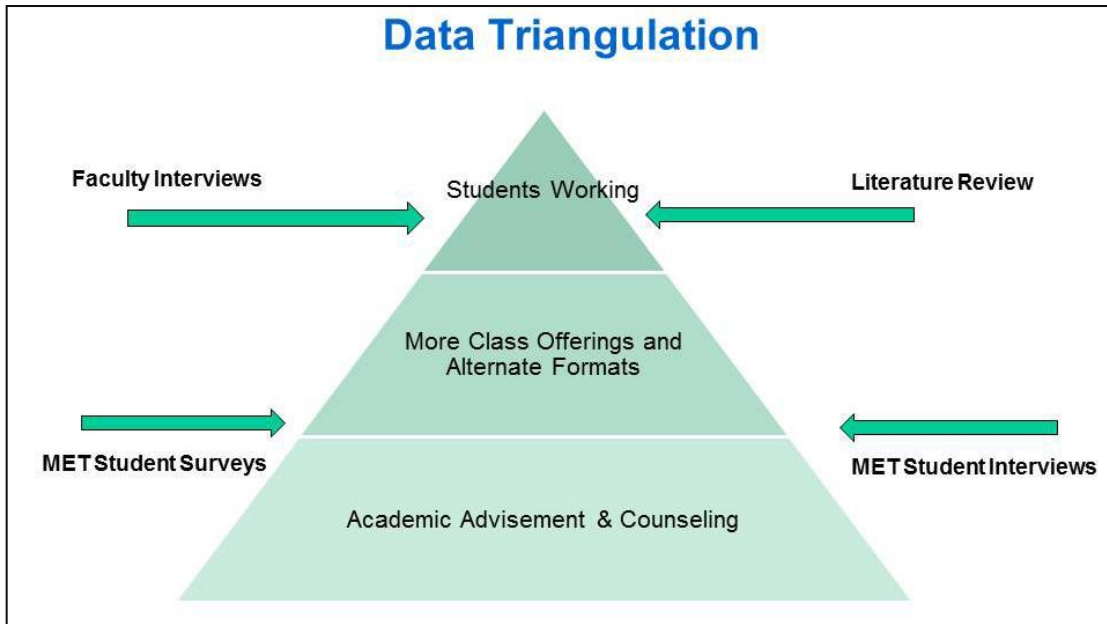 Data Triangulation
Faculty Interviews
Students Working
Literature Review
More Class Offerings and
Alternate Formats
MET Student Surveys
MET Student Interviews
Academic Advisement & Counseling